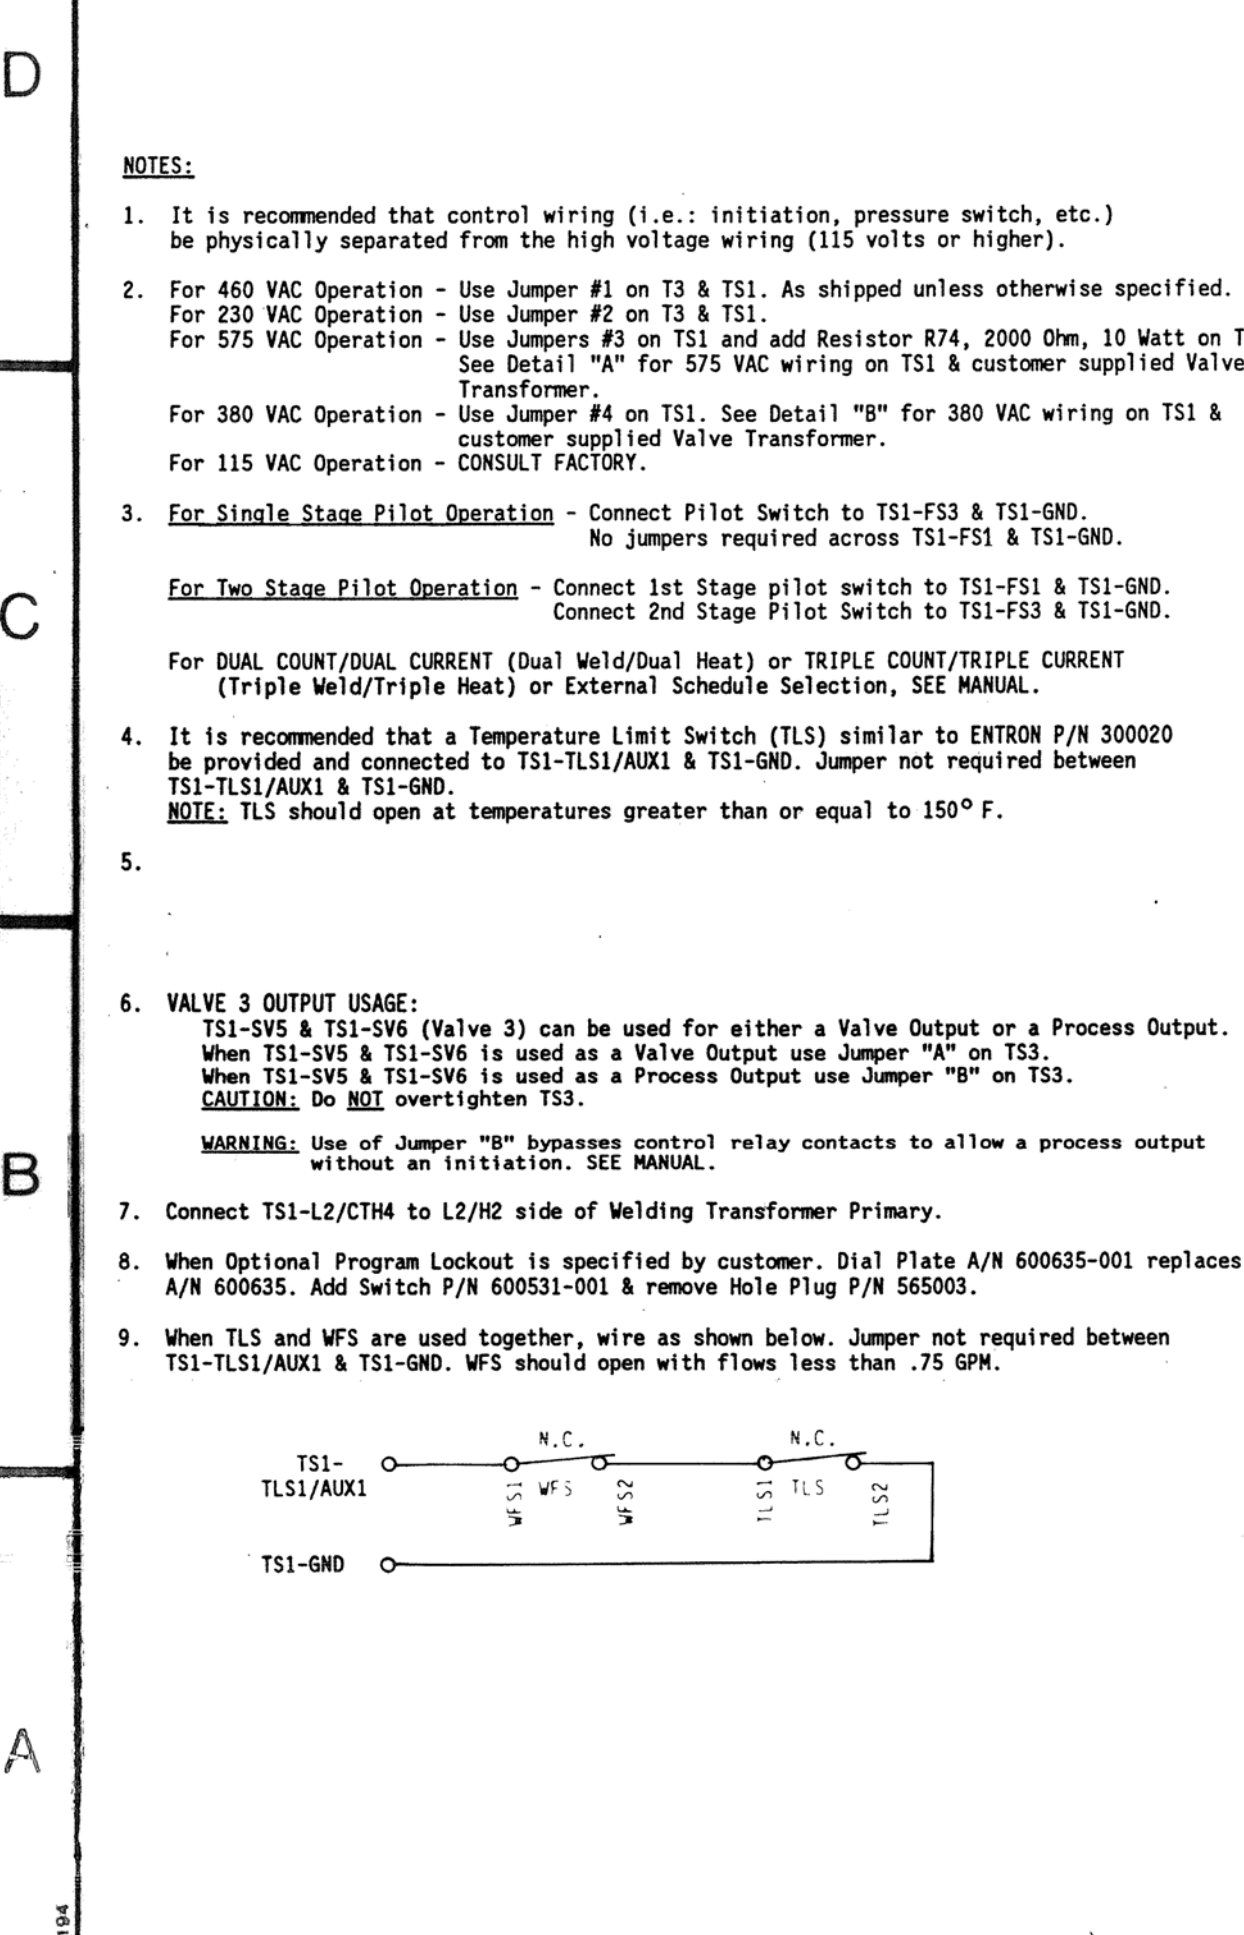 D
NOTES:
1. It is recommended that control wiring (i.e.: initiation, pressure switch, etc.)
be physically separated from the high voltage wiring (115 volts or higher).
2. For 460 VAC Operation - Use Jumper #1 on T3 & TS1. As shipped unless otherwise specified.
For 230 VAC Operation - Use Jumper #2 on T3 & TS1.
For 575 VAC Operation - Use Jumpers #3 on TS1 and add Resistor R74, 2000 Ohm, 10 Watt on T
See Detail "A" for 575 VAC wiring on TS1 & customer supplied Valve
Transformer.
For 380 VAC Operation - Use Jumper #4 on TS1. See Detail "B" for 380 VAC wiring on TS1 &
customer supplied Valve Transformer.
For 115 VAC Operation - CONSULT FACTORY.
3. For Single Stage Pilot Operation - Connect Pilot Switch to TS1-FS3 & TS1-GND.
No jumpers required across TS1-FS1 & TS1-GND.
For Two Stage Pilot Operation - Connect 1st Stage pilot switch to TS1-FS1 & TS1-GND.
C
Connect 2nd Stage Pilot Switch to TS1-FS3 & TS1-GND.
For DUAL COUNT/DUAL CURRENT (Dual Weld/Dual Heat) or TRIPLE COUNT/TRIPLE CURRENT
(Triple Weld/Triple Heat) or External Schedule Selection, SEE MANUAL.
4. It is recommended that a Temperature Limit Switch (TLS) similar to ENTRON P/N 300020
be provided and connected to TS1-TLS1/AUX1 & TS1-GND. Jumper not required between
TS1-TLS1/AUX1 & TS1-GND.
NOTE: TLS should open at temperatures greater than or equal to 150° F.
5.
6. VALVE 3 OUTPUT USAGE:
TS1-SV5 & TS1-SV6 (Valve 3) can be used for either a Valve Output or a Process Output.
When TS1-SV5 & TS1-SV6 is used as a Valve Output use Jumper "A" on TS3.
When TS1-SV5 & TS1-SV6 is used as a Process Output use Jumper "B" on TS3.
CAUTION: Do NOT overtighten TS3.
WARNING: Use of Jumper "B" bypasses control relay contacts to allow a process output
without an initiation. SEE MANUAL.
B
7. Connect TS1-L2/CTH4 to L2/H2 side of Welding Transformer Primary.
8. When Optional Program Lockout is specified by customer. Dial Plate A/N 600635-001 replaces
A/N 600635. Add Switch P/N 600531-001 & remove Hole Plug P/N 565003.
9. When TLS and WFS are used together, wire as shown below. Jumper not required between
TS1-TLS1/AUX1 & TS1-GND. WFS should open with flows less than .75 GPM.
N.C. N.C.
TS1-
TLS1/AUX1
WFS1 WFS WFS2 TLS1 TLS TLS2
TS1-GND
A
194